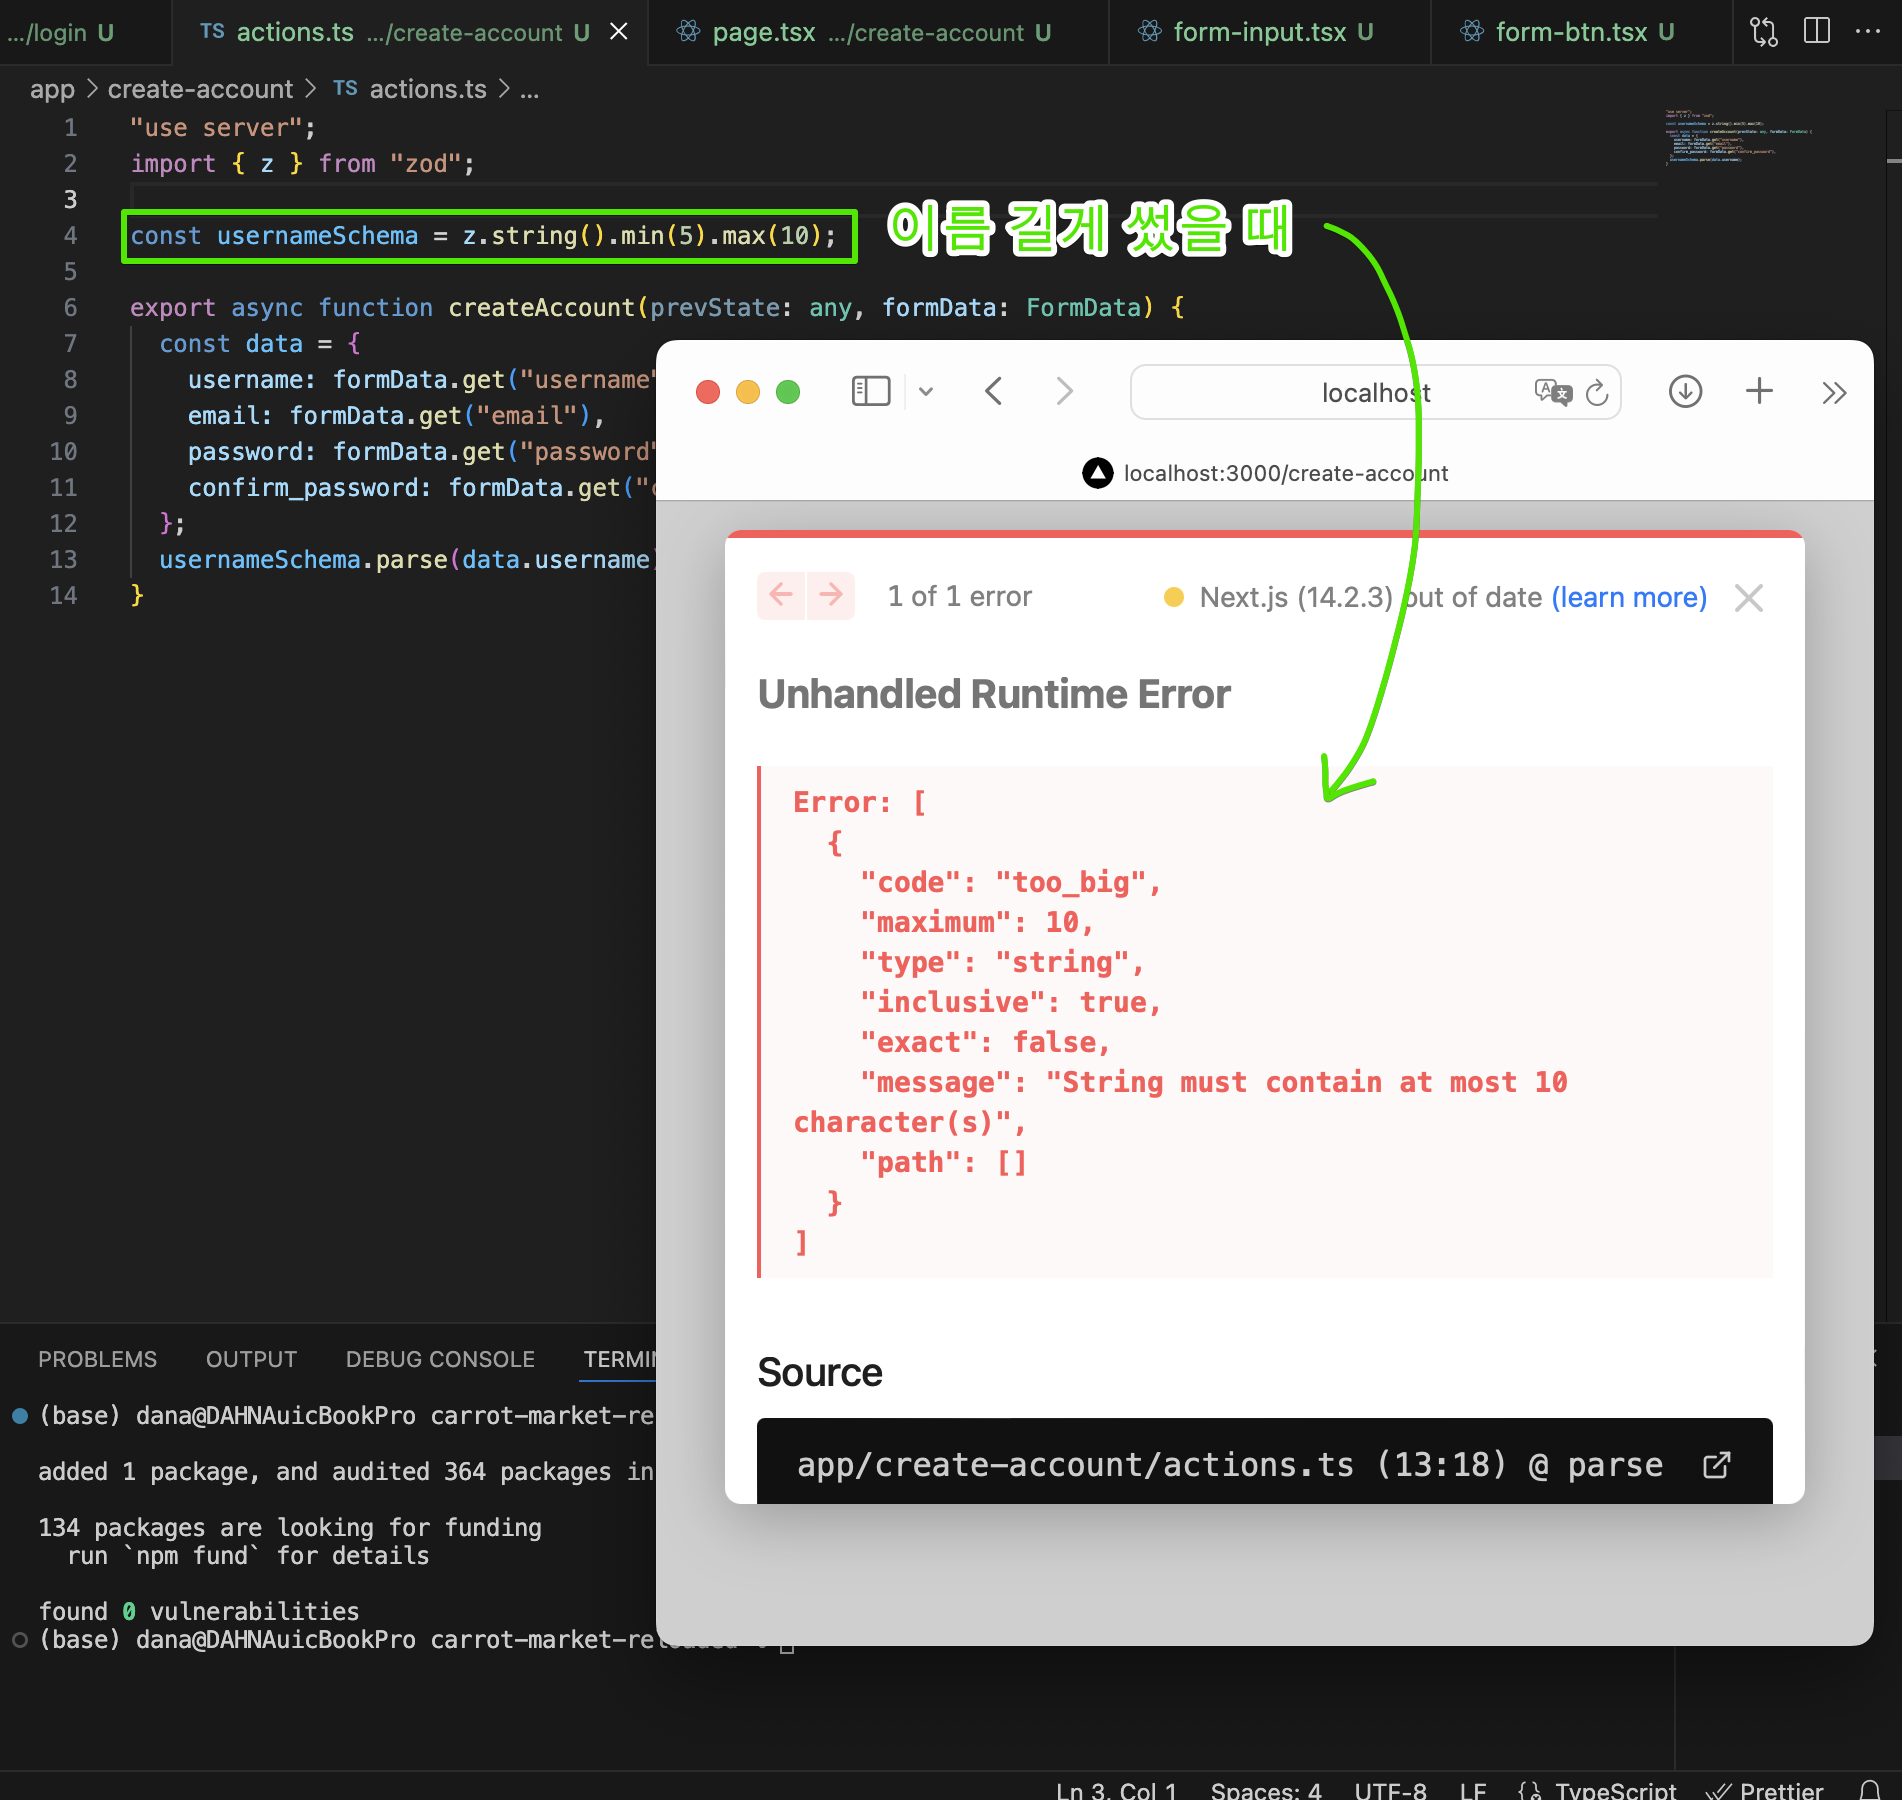 .../login U
TS actions.ts .../create-account U
page.tsx .../create-account U
form-input.tsx U
form-btn.tsx U
app > create-account > TS actions.ts > ...
1 "use server";
2 import { z } from "zod";
3
4 const usernameSchema = z.string().min(5).max(10);
이름 길게 썼을 때
5
6 export async function createAccount(prevState: any, formData: FormData) {
7 const data = {
8 username: formData.get("username"
9 email: formData.get("email"),
10 password: formData.get("password"
11 confirm_password: formData.get("
12 };
13 usernameSchema.parse(data.username)
14 }
localhost
localhost:3000/create-account
1 of 1 error
Next.js (14.2.3) out of date (learn more)
Unhandled Runtime Error
Error: [
{
"code": "too_big",
"maximum": 10,
"type": "string",
"inclusive": true,
"exact": false,
"message": "String must contain at most 10
character(s)",
"path": []
}
]
Source
app/create-account/actions.ts (13:18) @ parse
PROBLEMS OUTPUT DEBUG CONSOLE TERMIN
(base) dana@DAHNAuicBookPro carrot-market-re
added 1 package, and audited 364 packages in
134 packages are looking for funding
run `npm fund` for details
found 0 vulnerabilities
(base) dana@DAHNAuicBookPro carrot-market-reloaded %
Ln 3, Col 1 Spaces: 4 UTF-8 LF {} TypeScript Prettier